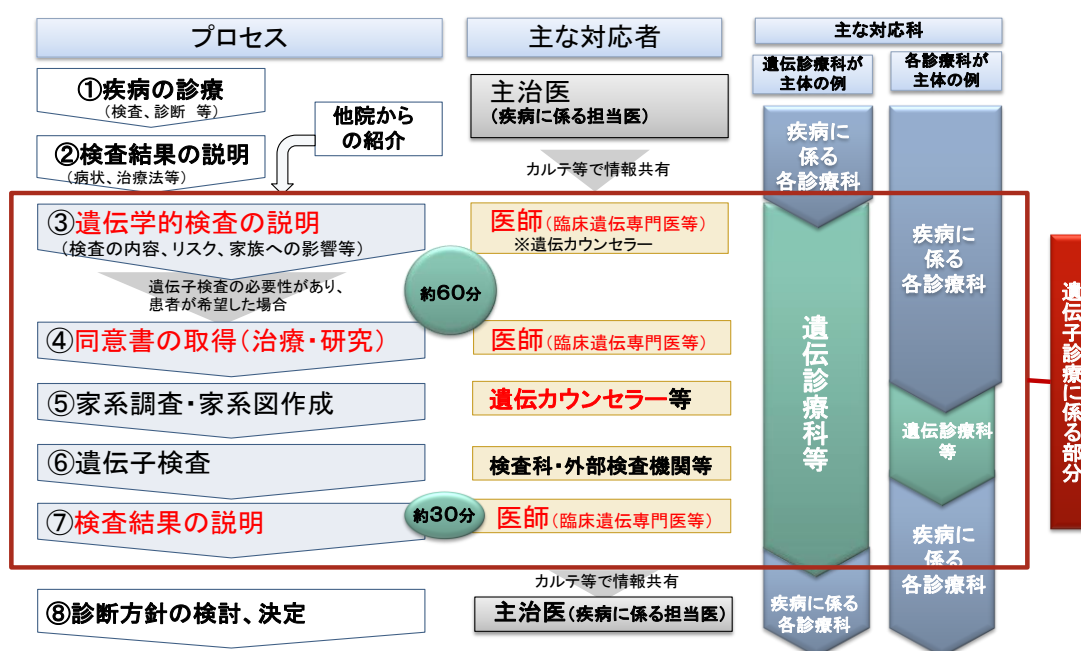 プロセス
主な対応者
主な対応科
遺伝診療科が
主体の例
各診療科が
主体の例
①疾病の診療
(検査、診断 等)
他院から
の紹介
②検査結果の説明
(病状、治療法等)
主治医
(疾病に係る担当医)
カルテ等で情報共有
③遺伝学的検査の説明
(検査の内容、リスク、家族への影響等)
医師(臨床遺伝専門医等)
※遺伝カウンセラー
遺伝子検査の必要性があり、
患者が希望した場合
約60分
④同意書の取得(治療・研究)
医師(臨床遺伝専門医等)
⑤家系調査・家系図作成
遺伝カウンセラー等
⑥遺伝子検査
検査科・外部検査機関等
⑦検査結果の説明
約30分
医師(臨床遺伝専門医等)
カルテ等で情報共有
⑧診断方針の検討、決定
主治医(疾病に係る担当医)
疾病に
係る
各診療科
遺伝診療科等
疾病に係る
各診療科
疾病に
係る
各診療科
遺伝診療科
等
疾病に
係る
各診療科
遺伝子診療に係る部分